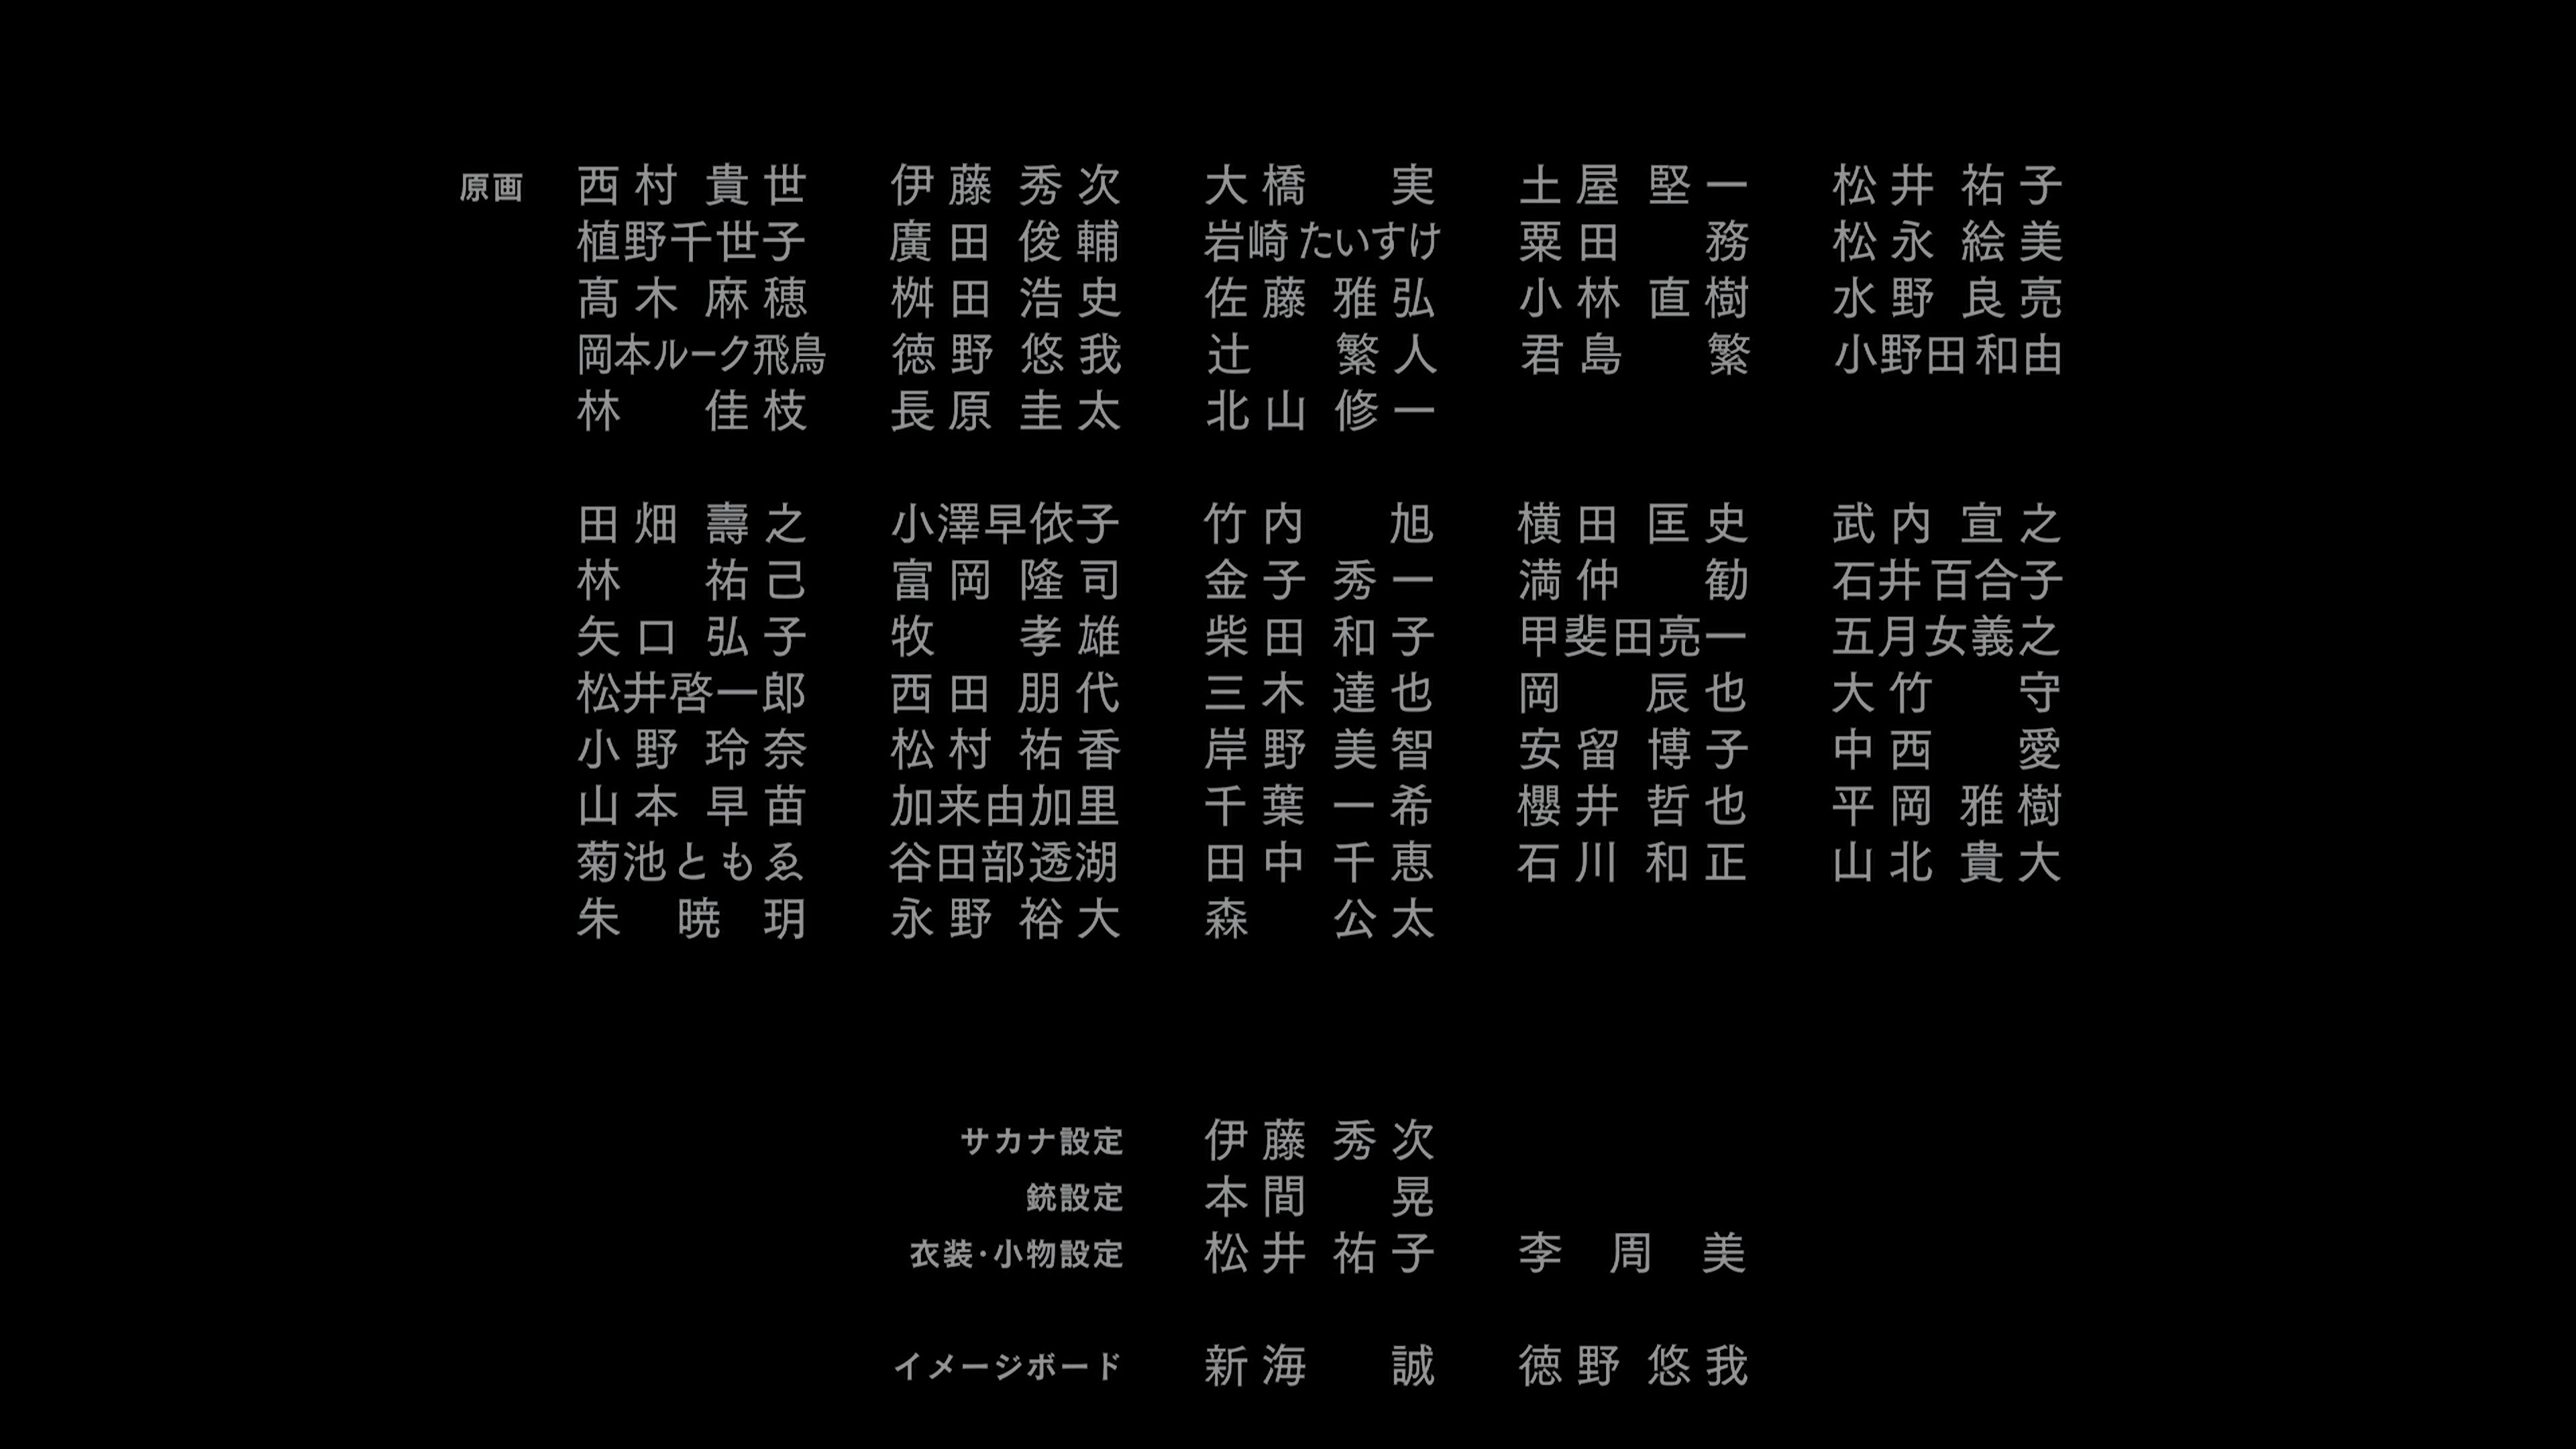 原画 西村貴世 伊藤秀次 大橋実 土屋堅一 松井祐子
植野千世子 廣田俊輔 岩崎たいすけ 粟田務 松永絵美
髙木麻穂 桝田浩史 佐藤雅弘 小林直樹 水野良亮
岡本ルーク飛鳥 徳野悠我 辻繁人 君島繁 小野田和由
林佳枝 長原圭太 北山修一
田畑壽之 小澤早依子 竹内旭 横田匡史 武内宣之
林祐己 富岡隆司 金子秀一 満仲勧 石井百合子
矢口弘子 牧孝雄 柴田和子 甲斐田亮一 五月女義之
松井啓一郎 西田朋代 三木達也 岡辰也 大竹守
小野玲奈 松村祐香 岸野美智 安留博子 中西愛
山本早苗 加来由加里 千葉一希 櫻井哲也 平岡雅樹
菊池ともゑ 谷田部透湖 田中千恵 石川和正 山北貴大
朱暁玥 永野裕大 森公太
サカナ設定 伊藤秀次
銃設定 本間晃
衣装・小物設定 松井祐子 李周美
イメージボード 新海誠 徳野悠我